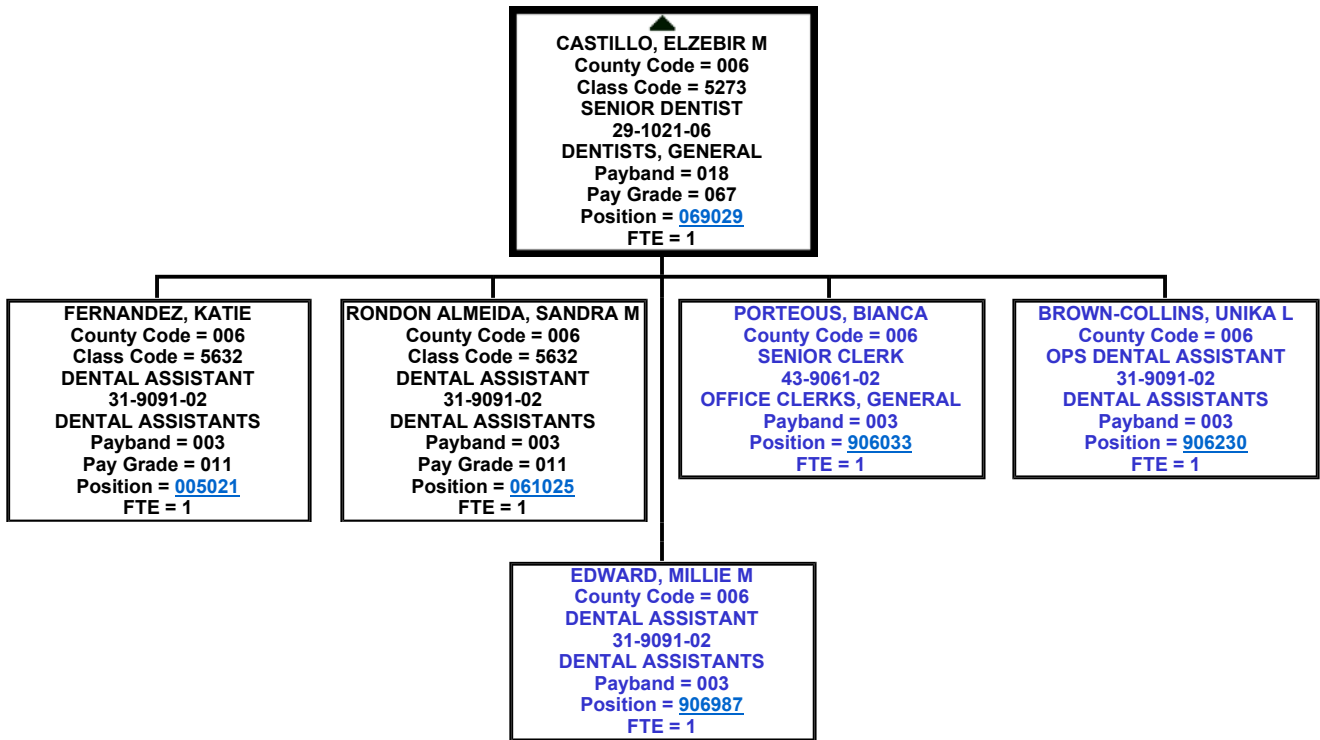 CASTILLO, ELZEBIR M
County Code = 006
Class Code = 5273
SENIOR DENTIST
29-1021-06
DENTISTS, GENERAL
Payband = 018
Pay Grade = 067
Position = 069029
FTE = 1
FERNANDEZ, KATIE
County Code = 006
Class Code = 5632
DENTAL ASSISTANT
31-9091-02
DENTAL ASSISTANTS
Payband = 003
Pay Grade = 011
Position = 005021
FTE = 1
RONDON ALMEIDA, SANDRA M
County Code = 006
Class Code = 5632
DENTAL ASSISTANT
31-9091-02
DENTAL ASSISTANTS
Payband = 003
Pay Grade = 011
Position = 061025
FTE = 1
PORTEOUS, BIANCA
County Code = 006
SENIOR CLERK
43-9061-02
OFFICE CLERKS, GENERAL
Payband = 003
Position = 906033
FTE = 1
BROWN-COLLINS, UNIKA L
County Code = 006
OPS DENTAL ASSISTANT
31-9091-02
DENTAL ASSISTANTS
Payband = 003
Position = 906230
FTE = 1
EDWARD, MILLIE M
County Code = 006
DENTAL ASSISTANT
31-9091-02
DENTAL ASSISTANTS
Payband = 003
Position = 906987
FTE = 1